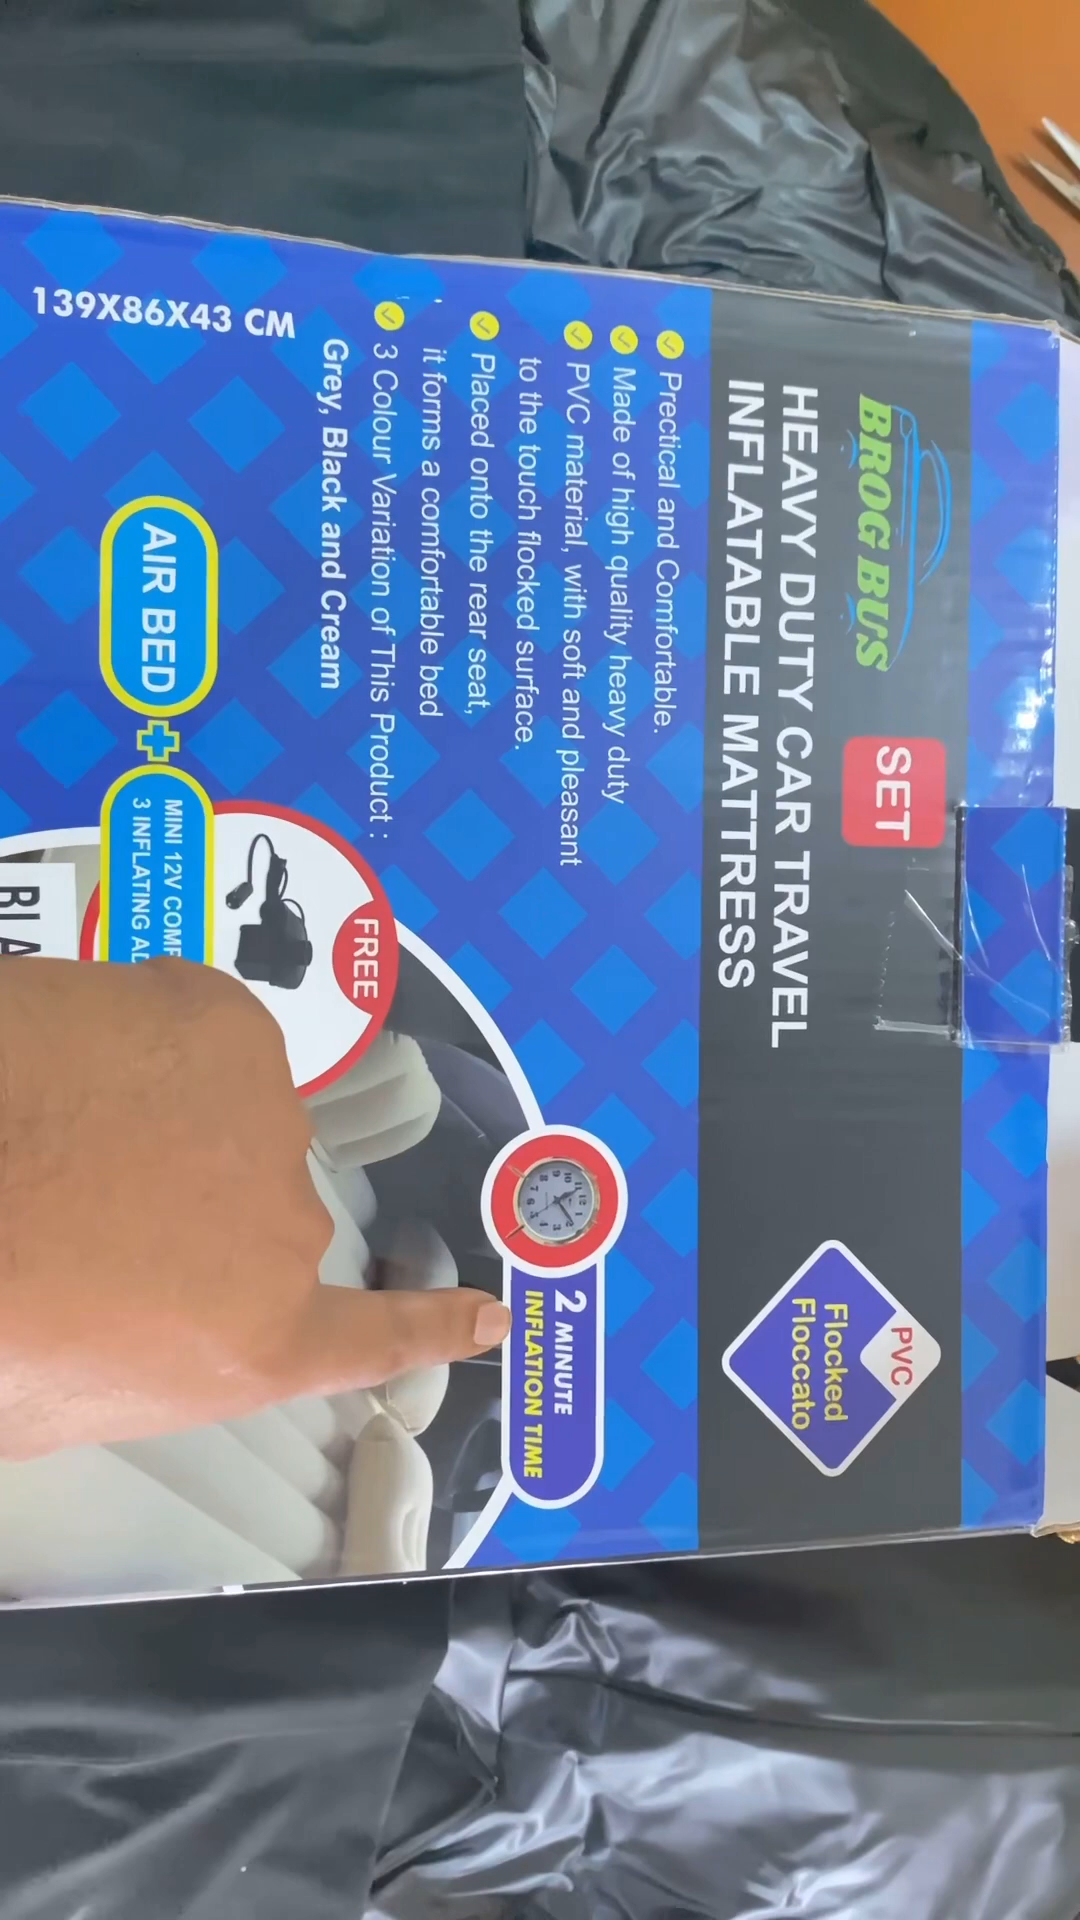 BROG BUS
SET
HEAVY DUTY CAR TRAVEL
INFLATABLE MATTRESS
PVC
Flocked
Floccato
Prectical and Comfortable.
Made of high quality heavy duty
PVC material, with soft and pleasant
to the touch flocked surface.
Placed onto the rear seat,
it forms a comfortable bed
3 Colour Variation of This Product :
Grey, Black and Cream
2 MINUTE
INFLATION TIME
FREE
139X86X43 CM
AIR BED
MINI 12V
3 INFLATING